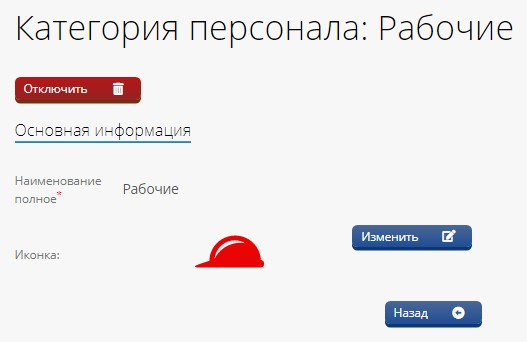 Категория персонала: Рабочие
Отключить
Основная информация
Наименование
полное*
Рабочие
Изменить
Иконка:
Назад